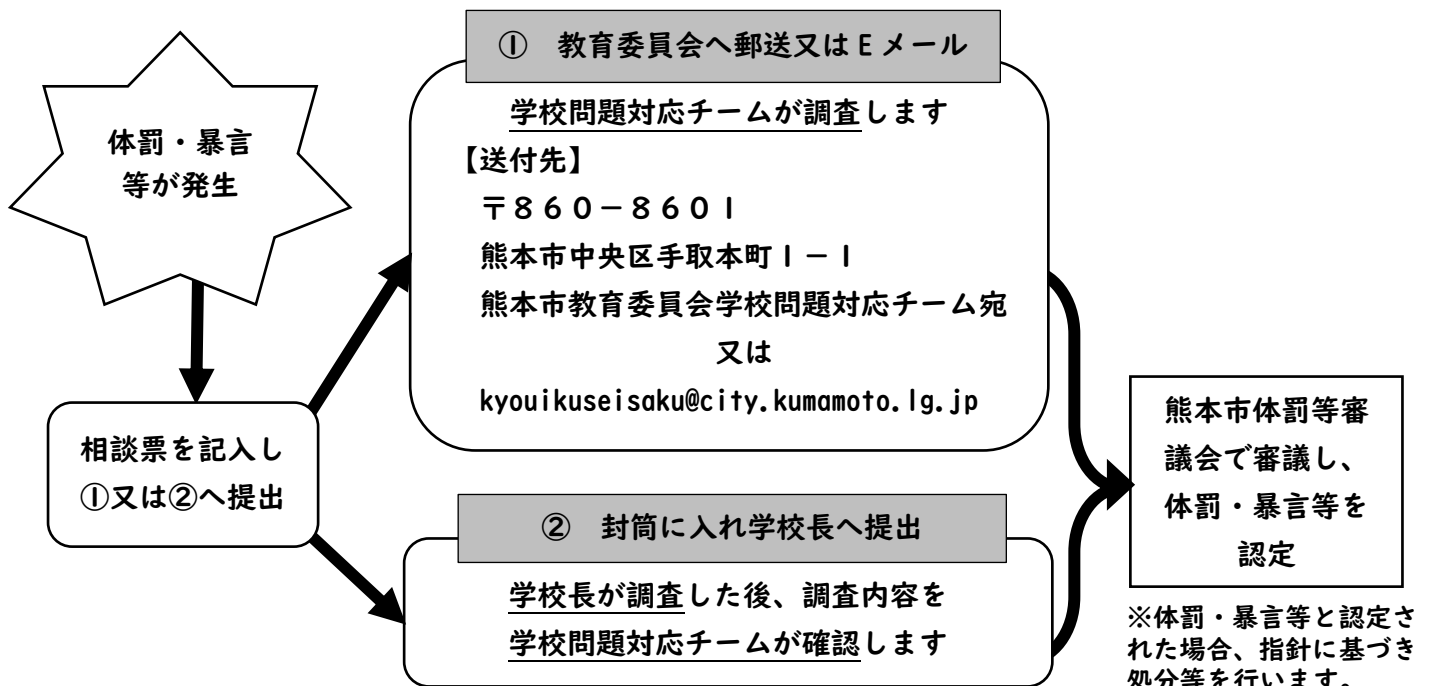 体罰・暴言
等が発生
相談票を記入し
①又は②へ提出
① 教育委員会へ郵送又はEメール
学校問題対応チームが調査します
【送付先】
〒860-8601
熊本市中央区手取本町1-1
熊本市教育委員会学校問題対応チーム宛
又は
kyouikuseisaku@city.kumamoto.lg.jp
② 封筒に入れ学校長へ提出
学校長が調査した後、調査内容を
学校問題対応チームが確認します
熊本市体罰等審
議会で審議し、
体罰・暴言等を
認定
※体罰・暴言等と認定さ
れた場合、指針に基づき
処分等を行います。